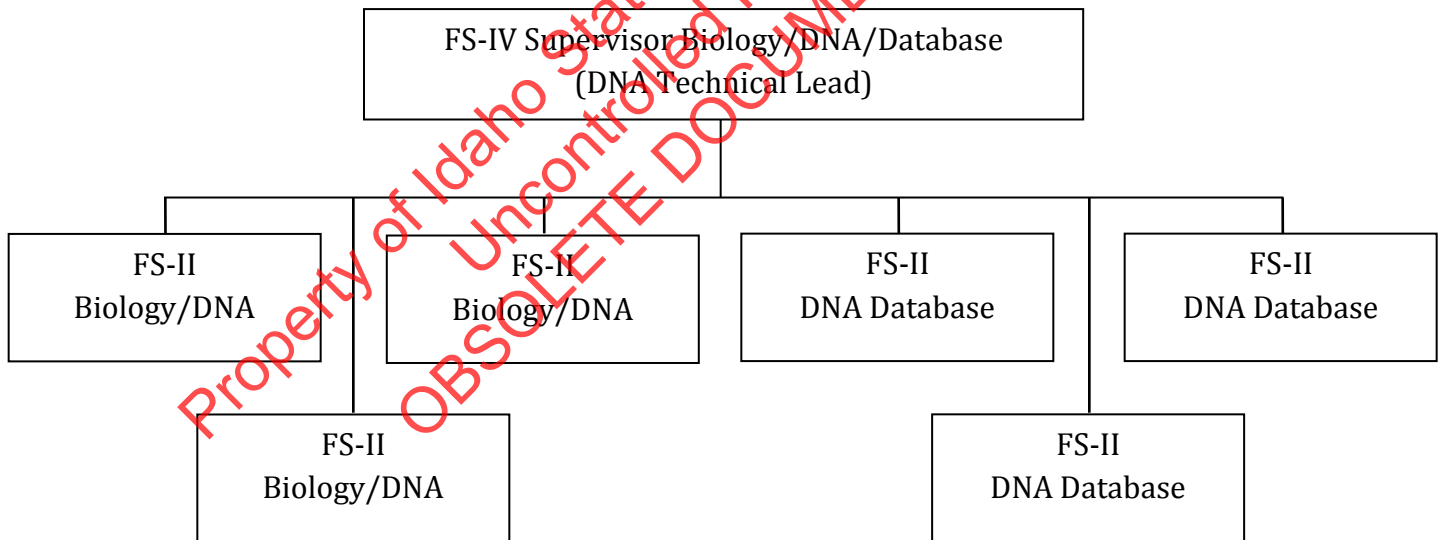 FS-IV Supervisor Biology/DNA/Database
(DNA Technical Lead)
FS-II
Biology/DNA
FS-II
Biology/DNA
FS-II
DNA Database
FS-II
DNA Database
FS-II
Biology/DNA
FS-II
DNA Database
Property of Idaho
Uncontrolled
OBSOLETE